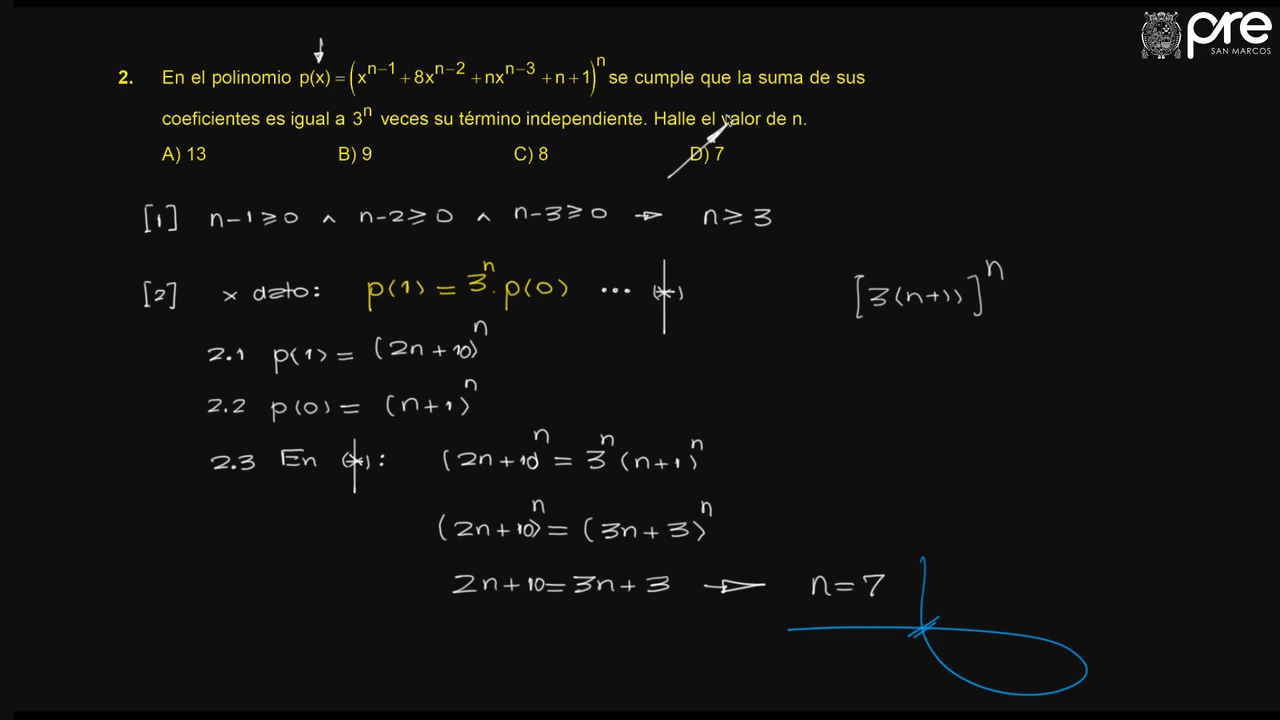 pre
SAN MARCOS
2. En el polinomio p(x) = (x^{n−1} + 8x^{n−2} + nx^{n−3} + n + 1)^n se cumple que la suma de sus
coeficientes es igual a 3^n veces su término independiente. Halle el valor de n.
A) 13 B) 9 C) 8 D) 7
[1] n−1⩾0 ∧ n−2⩾0 ∧ n−3⩾0 → n⩾3
[2] x dato: p(1) = 3^n. p(0) ... (*) [3(n+1)]^n
2.1 p(1) = (2n+10)^n
2.2 p(0) = (n+1)^n
2.3 En (*): (2n+10)^n = 3^n (n+1)^n
(2n+10)^n = (3n+3)^n
2n+10 = 3n+3 → n=7